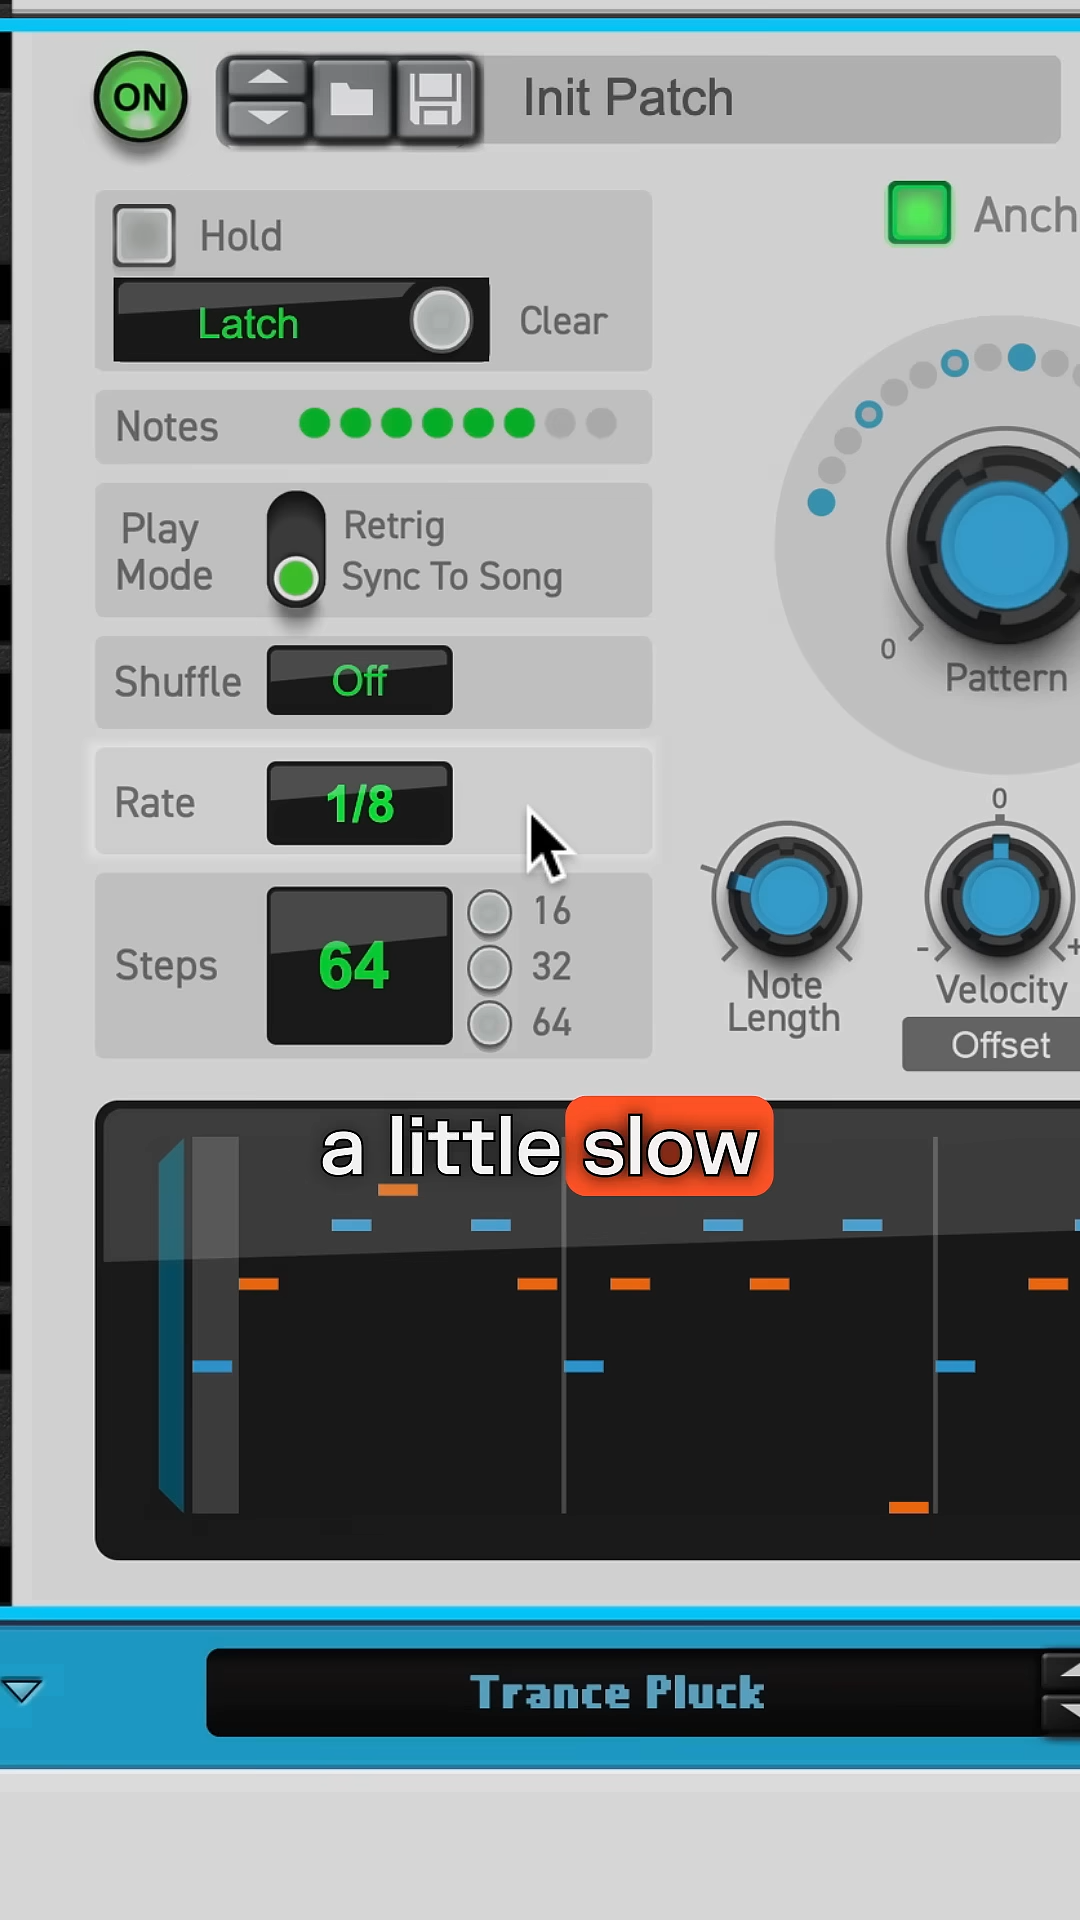 ON
Init Patch
Hold
Anch
Latch
Clear
Notes
Play Mode
Retrig
Sync To Song
Shuffle
Off
0
Pattern
Rate
1/8
0
Steps
64
16
32
64
- +
Note Length
Velocity
Offset
a little slow
Trance Pluck